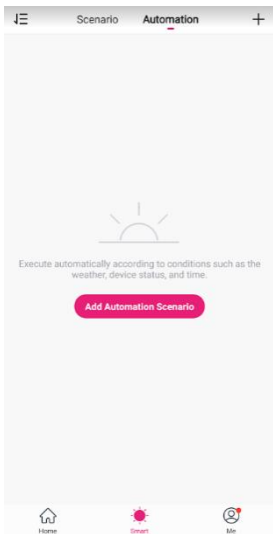 Scenario Automation
Execute automatically according to conditions such as the
weather, device status, and time.
Add Automation Scenario
Home Smart Me